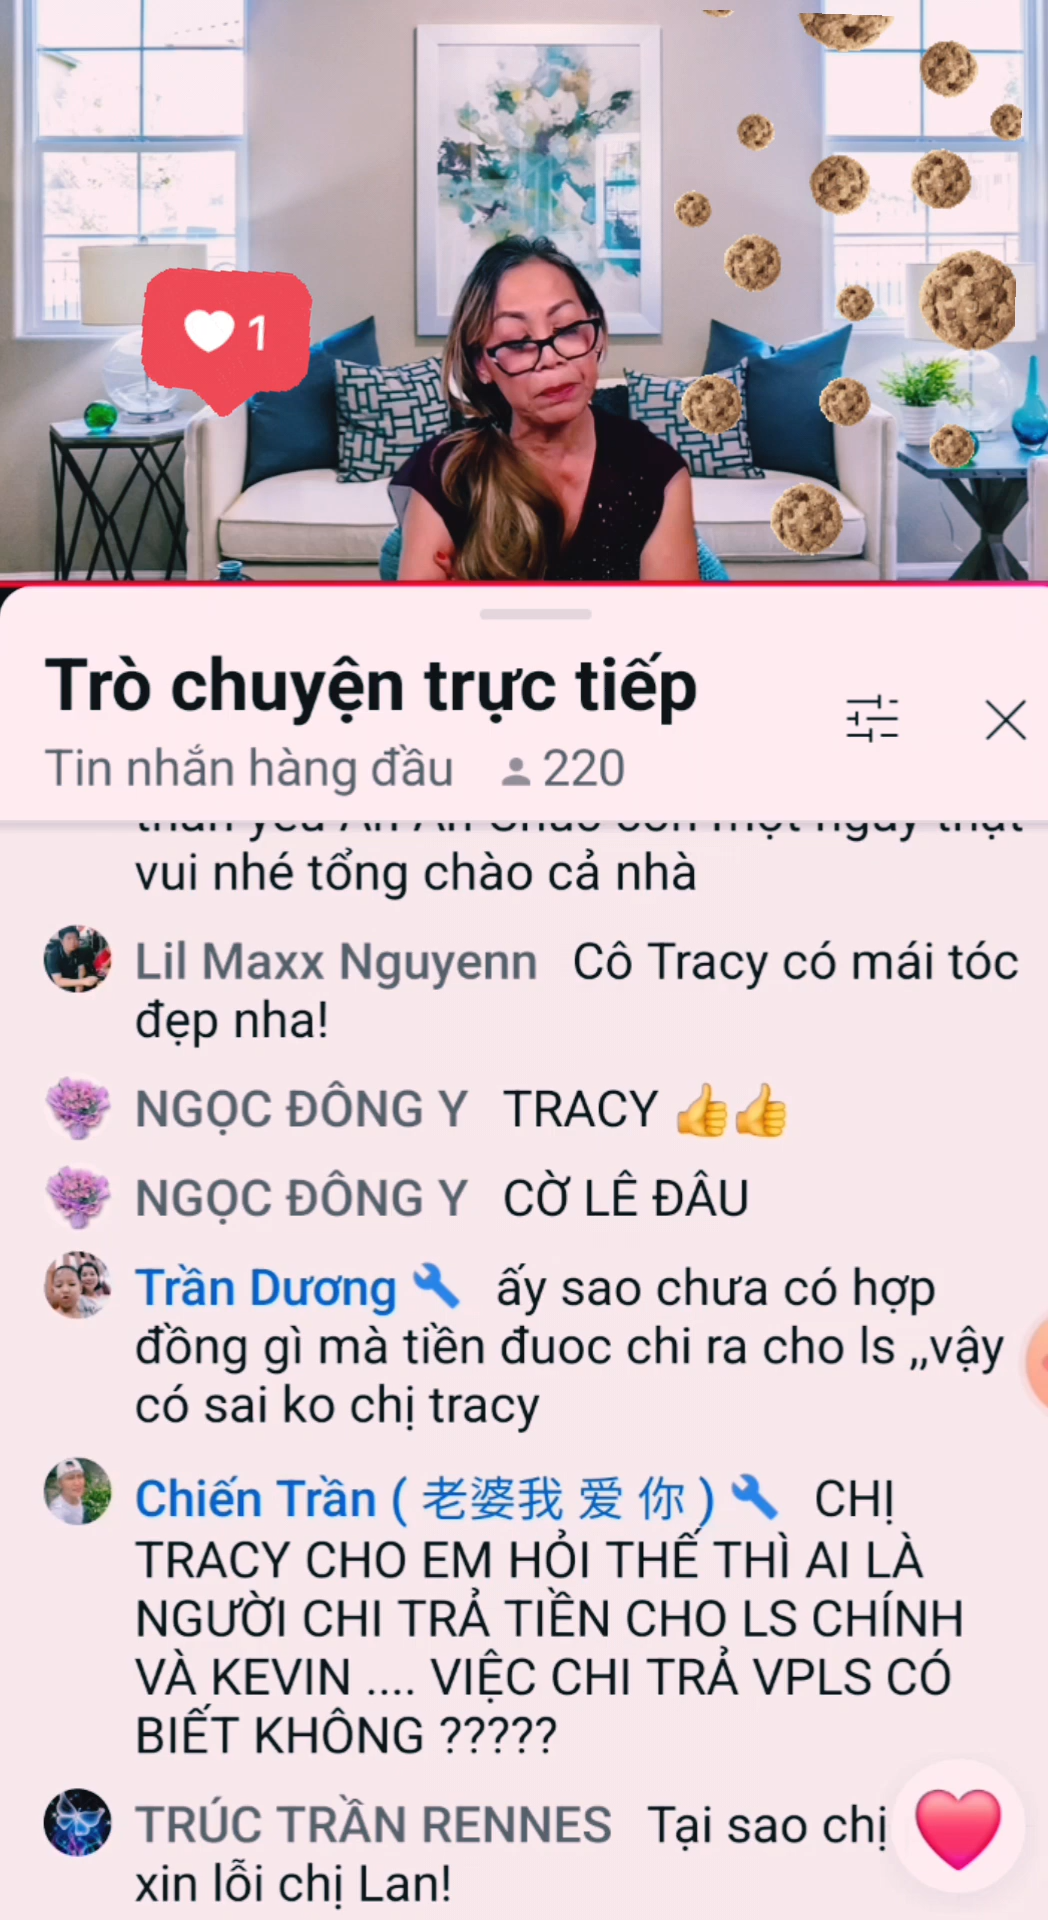 1
Trò chuyện trực tiếp
Tin nhắn hàng đầu 220
vui nhé tổng chào cả nhà
Lil Maxx Nguyenn Cô Tracy có mái tóc
đẹp nha!
NGỌC ĐÔNG Y TRACY 👍👍
NGỌC ĐÔNG Y CỜ LÊ ĐÂU
Trần Dương ấy sao chưa có hợp
đồng gì mà tiền đuoc chi ra cho ls ,,vậy
có sai ko chị tracy
Chiến Trần ( 老婆我 爱 你 ) CHỊ
TRACY CHO EM HỎI THẾ THÌ AI LÀ
NGƯỜI CHI TRẢ TIỀN CHO LS CHÍNH
VÀ KEVIN .... VIỆC CHI TRẢ VPLS CÓ
BIẾT KHÔNG ?????
TRÚC TRẦN RENNES Tại sao chị
xin lỗi chị Lan!